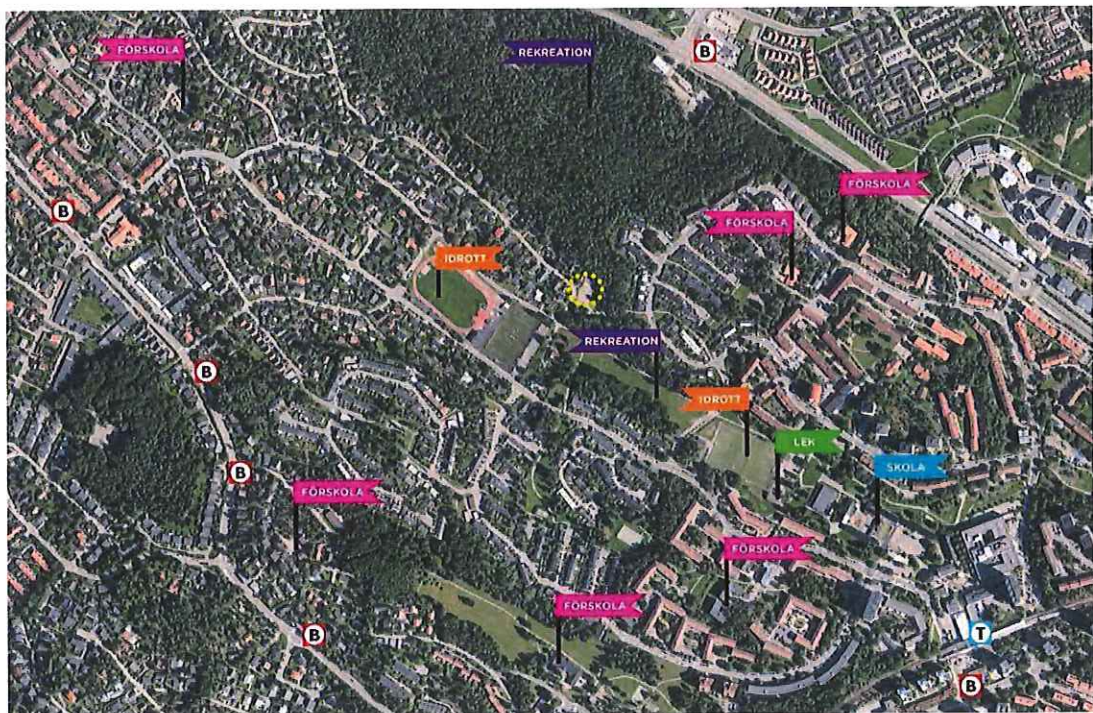 FÖRSKOLA
REKREATION
B
FÖRSKOLA
B
FÖRSKOLA
IDROTT
REKREATION
B
IDROTT
LEK
SKOLA
B
FÖRSKOLA
FÖRSKOLA
FÖRSKOLA
B
T
B